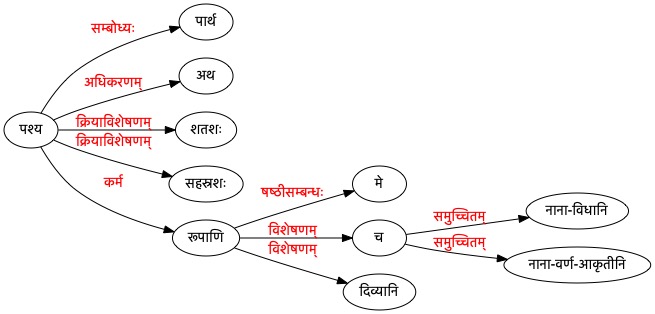 सम्बोध्यः
पार्थ
अधिकरणम्
अथ
पश्य
क्रियाविशेषणम्
शतशः
क्रियाविशेषणम्
सहस्रशः
कर्म
रूपाणि
षष्ठीसम्बन्धः
मे
विशेषणम्
च
विशेषणम्
दिव्यानि
समुच्चितम्
नाना-विधानि
समुच्चितम्
नाना-वर्ण-आकृतीनि